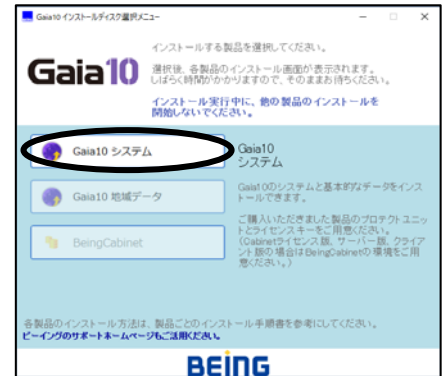 Gaia10 インストールディスク選択メニュー
インストールする製品を選択してください。
Gaia10
選択後、各製品のインストール画面が表示されます。
しばらく時間がかかりますので、そのままお待ちください。
インストール実行中に、他の製品のインストールを
開始しないでください。
Gaia10 システム
Gaia10 地域データ
BeingCabinet
Gaia10
システム
Gaia10のシステムと基本的なデータをインス
トールできます。
ご購入いただきました製品のプロテクトユニッ
トとライセンスキーをご用意ください。
(Cabinetライセンス版、サーバー版、クライア
ント版の場合はBeingCabinetの環境をご用
意ください。)
各製品のインストール方法は、製品ごとのインストール手順書を参考にしてください。
ビーイングのサポートホームページもご活用ください。
BEING